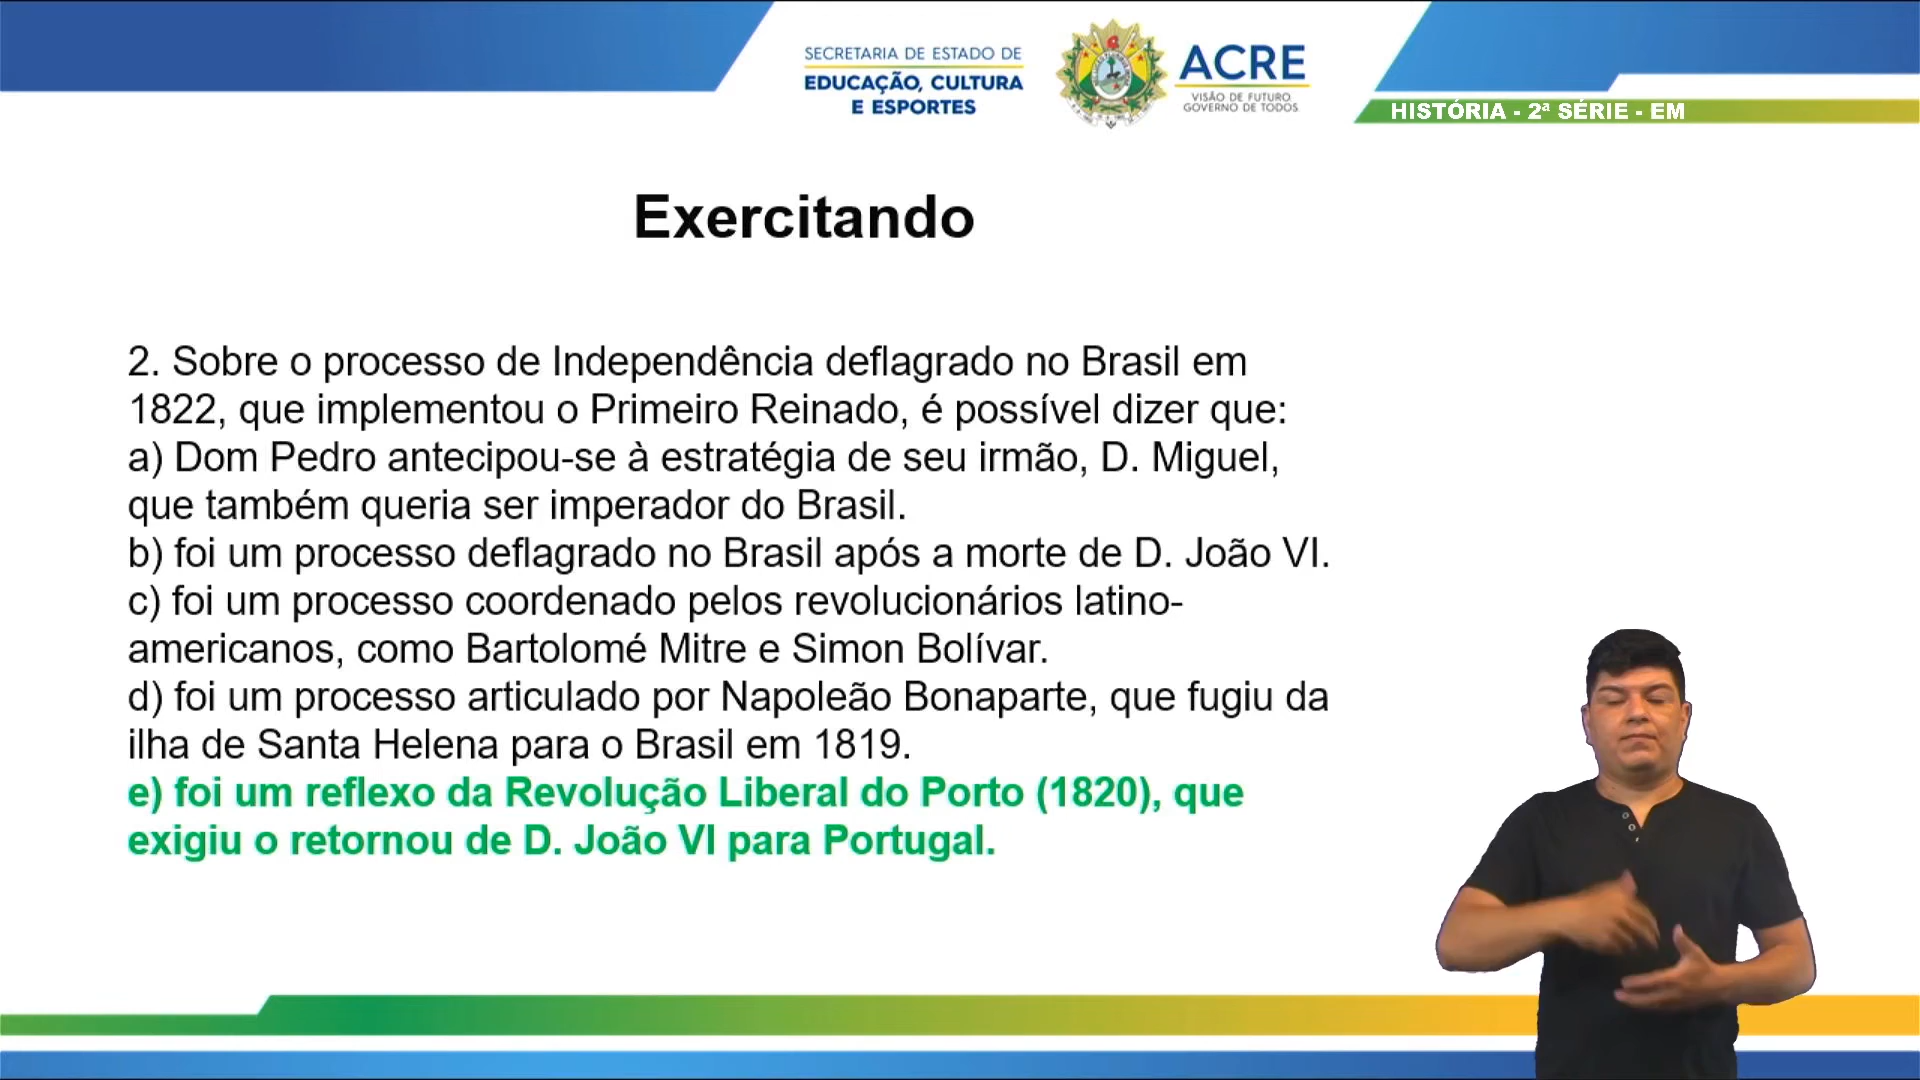 SECRETARIA DE ESTADO DE
EDUCAÇÃO, CULTURA
E ESPORTES
ACRE
VISÃO DE FUTURO
GOVERNO DE TODOS
HISTÓRIA - 2ª SÉRIE - EM
Exercitando
2. Sobre o processo de Independência deflagrado no Brasil em
1822, que implementou o Primeiro Reinado, é possível dizer que:
a) Dom Pedro antecipou-se à estratégia de seu irmão, D. Miguel,
que também queria ser imperador do Brasil.
b) foi um processo deflagrado no Brasil após a morte de D. João VI.
c) foi um processo coordenado pelos revolucionários latino-
americanos, como Bartolomé Mitre e Simon Bolívar.
d) foi um processo articulado por Napoleão Bonaparte, que fugiu da
ilha de Santa Helena para o Brasil em 1819.
e) foi um reflexo da Revolução Liberal do Porto (1820), que
exigiu o retornou de D. João VI para Portugal.